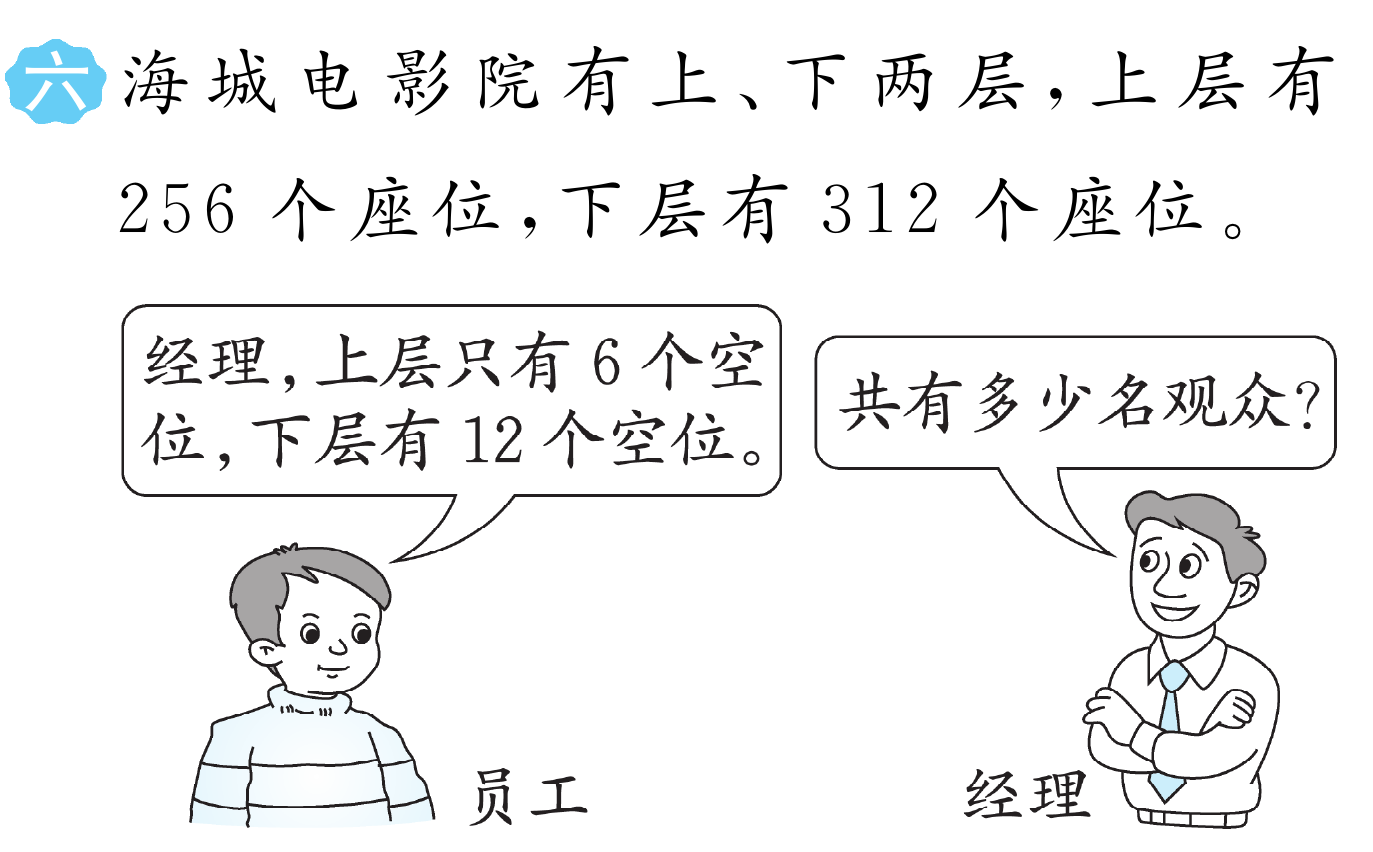 六 海城电影院有上、下两层,上层有
256 个座位,下层有 312 个座位。
经理,上层只有 6 个空
位,下层有 12 个空位。
共有多少名观众?
员工
经理